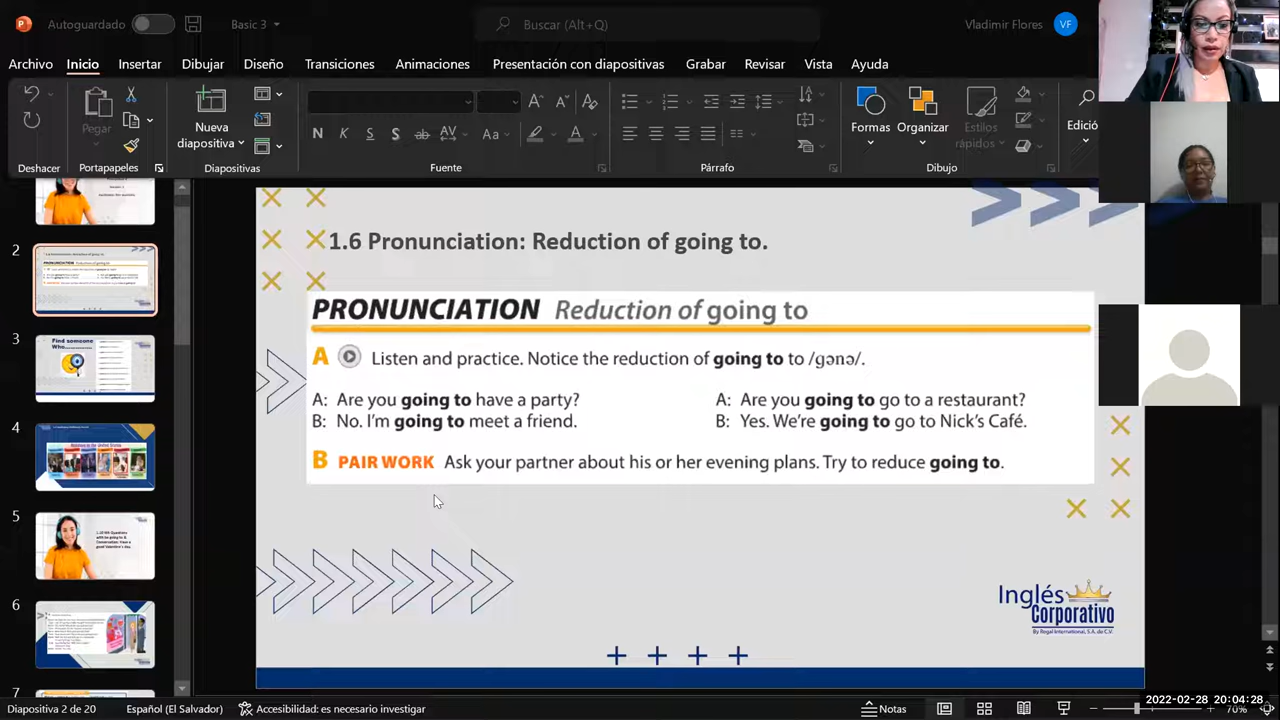 Autoguardado
Basic 3
Buscar (Alt+Q)
Vladimir Flores
VF
Archivo Inicio Insertar Dibujar Diseño Transiciones Animaciones Presentación con diapositivas Grabar Revisar Vista Ayuda
Pegar
Nueva
diapositiva
N K S S ab AV Aa A
Formas
Organizar
Estilos
rápidos
Edició
Deshacer
Portapapeles
Diapositivas
Fuente
Párrafo
Dibujo
2
3
Find someone
Who...
4
5
6
7
1.6 Pronunciation: Reduction of going to.
PRONUNCIATION Reduction of going to
A Listen and practice. Notice the reduction of going to to /gənə/.
A: Are you going to have a party?
B: No. I'm going to meet a friend.
A: Are you going to go to a restaurant?
B: Yes. We're going to go to Nick's Café.
B PAIR WORK Ask your partner about his or her evening plans. Try to reduce going to.
Inglés
Corporativo
By Regal International, S.A. de C.V.
Diapositiva 2 de 20
Español (El Salvador)
Accesibilidad: es necesario investigar
Notas
2022-02-28 20:04:28
70%